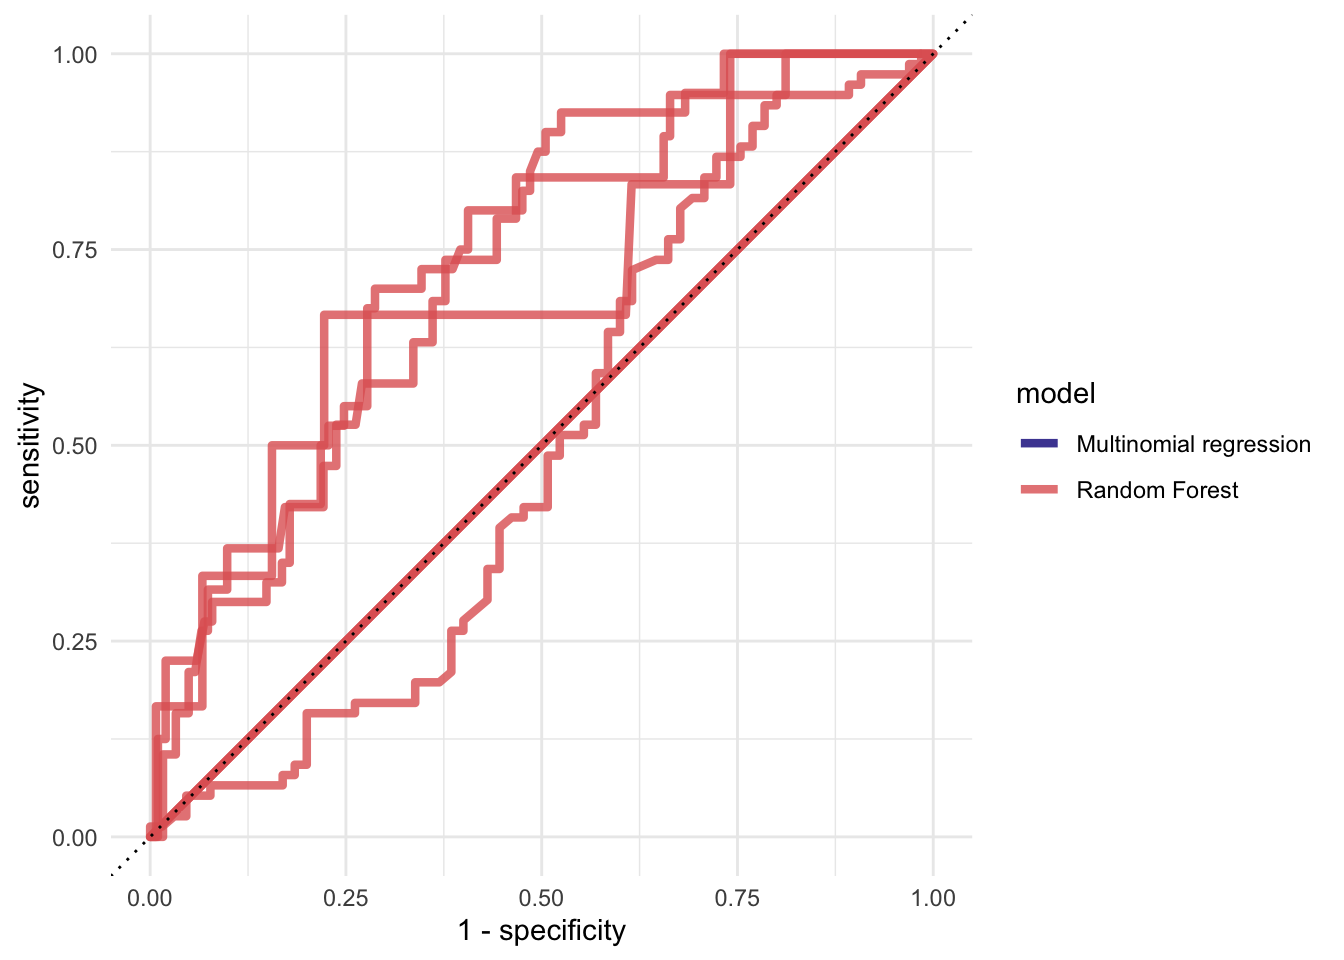 1.00
0.75
0.50
0.25
0.00
sensitivity
0.00 0.25 0.50 0.75 1.00
1 - specificity
model
Multinomial regression
Random Forest